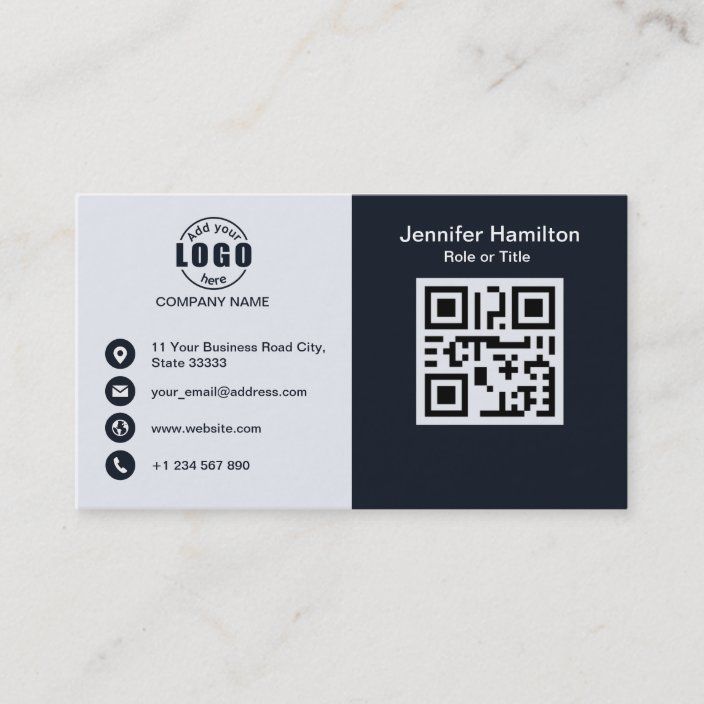 Add your
LOGO
here
COMPANY NAME
11 Your Business Road City,
State 33333
your_email@address.com
www.website.com
+1 234 567 890
Jennifer Hamilton
Role or Title